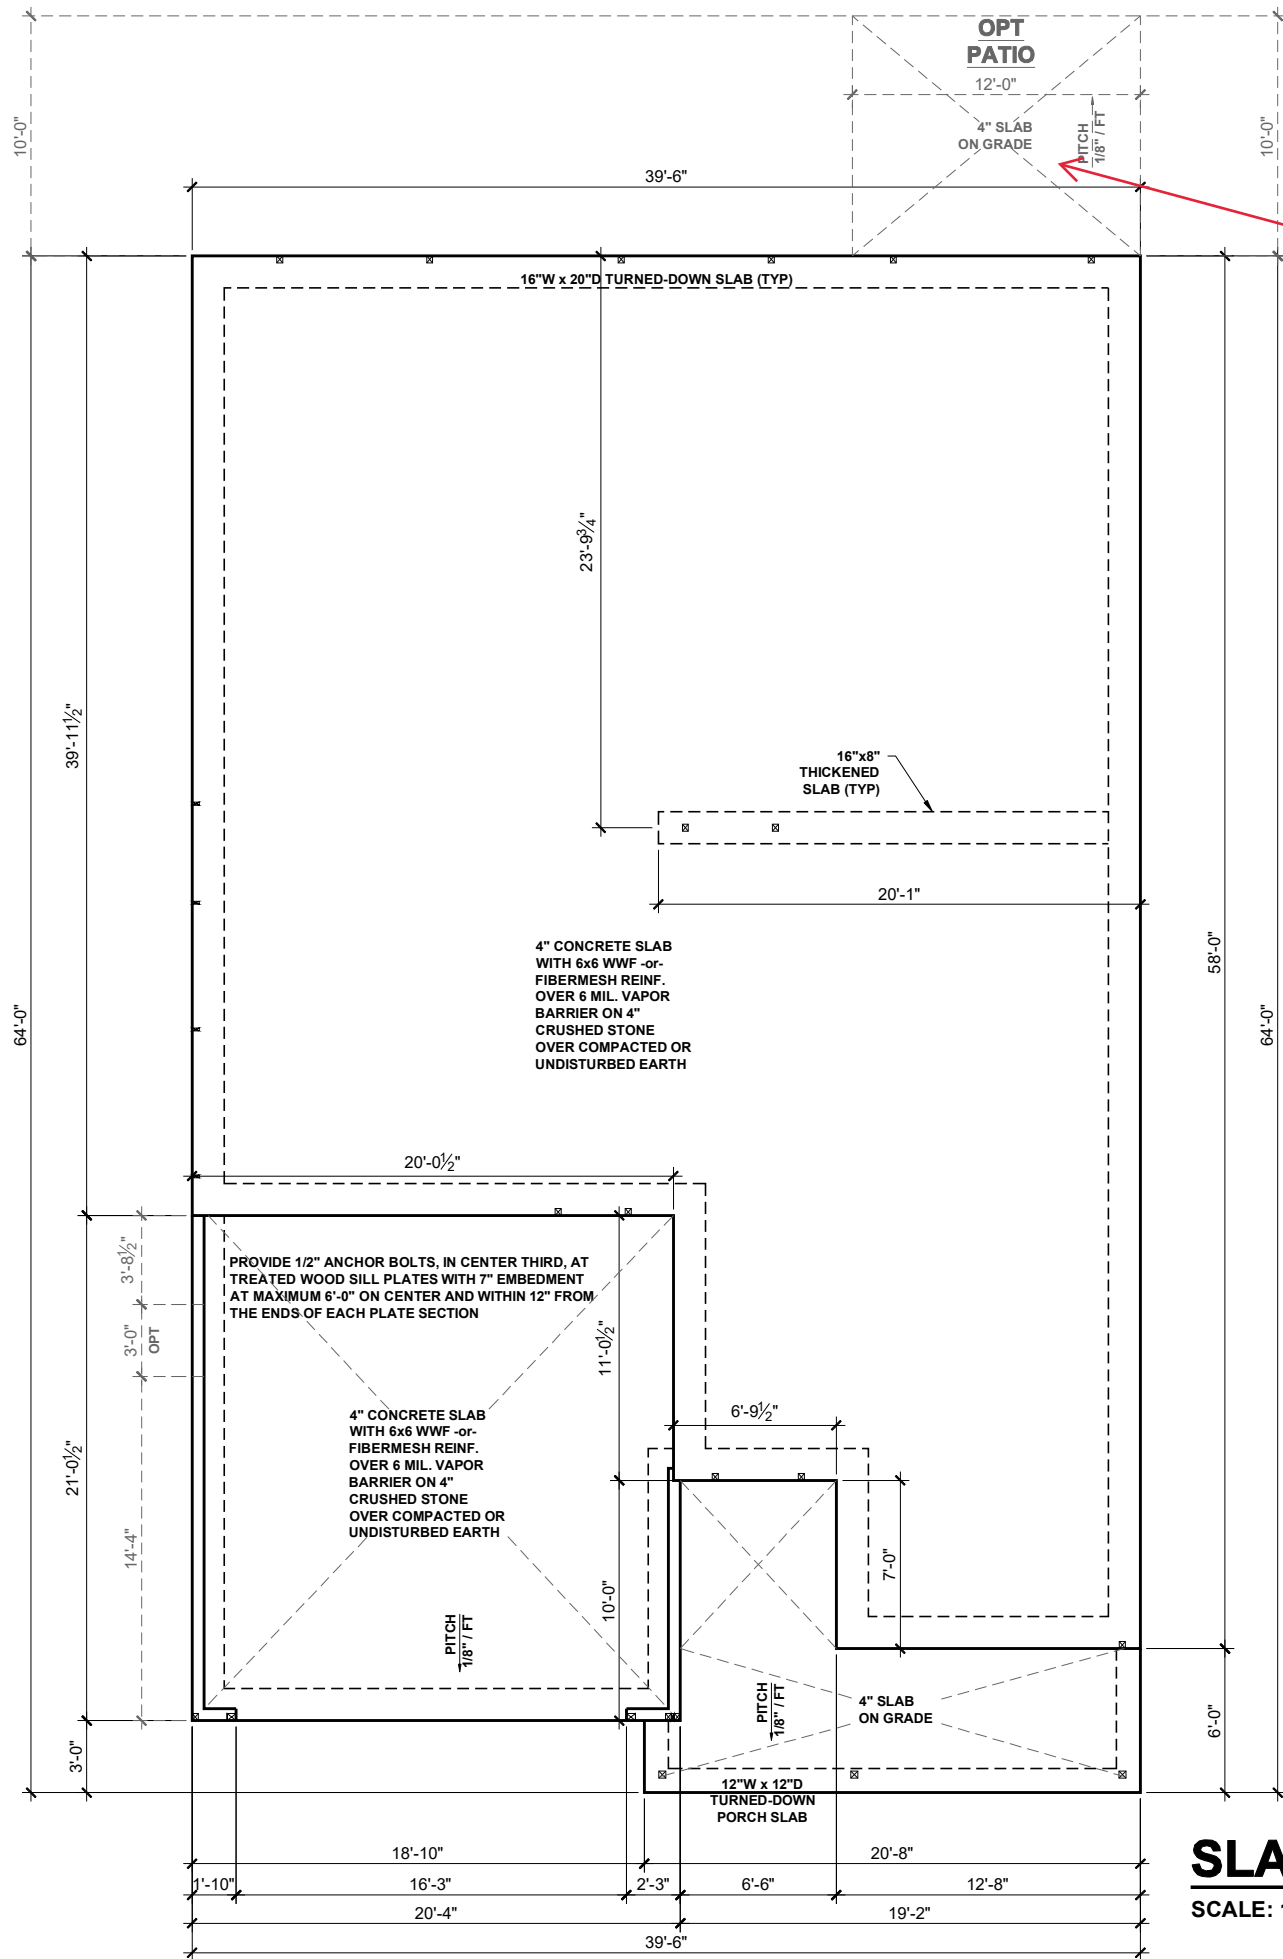 OPT
PATIO
12'-0"
4" SLAB
ON GRADE
PITCH
1/8" / FT
10'-0"
10'-0"
39'-6"
16"W x 20"D TURNED-DOWN SLAB (TYP)
23'-9¾"
39'-11½"
16"x8"
THICKENED
SLAB (TYP)
20'-1"
4" CONCRETE SLAB
WITH 6x6 WWF -or-
FIBERMESH REINF.
OVER 6 MIL. VAPOR
BARRIER ON 4"
CRUSHED STONE
OVER COMPACTED OR
UNDISTURBED EARTH
58'-0"
64'-0"
64'-0"
20'-0½"
3'-8½"
PROVIDE 1/2" ANCHOR BOLTS, IN CENTER THIRD, AT
TREATED WOOD SILL PLATES WITH 7" EMBEDMENT
AT MAXIMUM 6'-0" ON CENTER AND WITHIN 12" FROM
THE ENDS OF EACH PLATE SECTION
3'-0"
OPT
11'-0½"
6'-9½"
4" CONCRETE SLAB
WITH 6x6 WWF -or-
FIBERMESH REINF.
OVER 6 MIL. VAPOR
BARRIER ON 4"
CRUSHED STONE
OVER COMPACTED OR
UNDISTURBED EARTH
21'-0½"
14'-4"
7'-0"
10'-0"
PITCH
1/8" / FT
PITCH
1/8" / FT
4" SLAB
ON GRADE
6'-0"
3'-0"
12"W x 12"D
TURNED-DOWN
PORCH SLAB
18'-10"
20'-8"
1'-10"
16'-3"
2'-3"
6'-6"
12'-8"
20'-4"
19'-2"
39'-6"
SLA
SCALE: